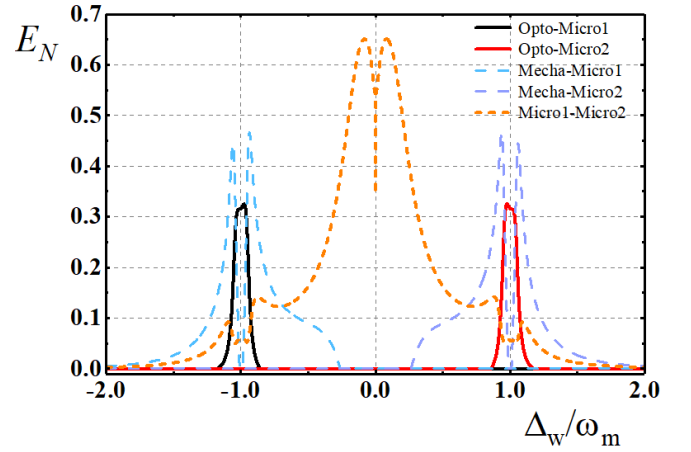 E_N
0.7
0.6
0.5
0.4
0.3
0.2
0.1
0.0
Opto-Micro1
Opto-Micro2
Mecha-Micro1
Mecha-Micro2
Micro1-Micro2
-2.0 -1.0 0.0 1.0 2.0
Δ_w/ω_m